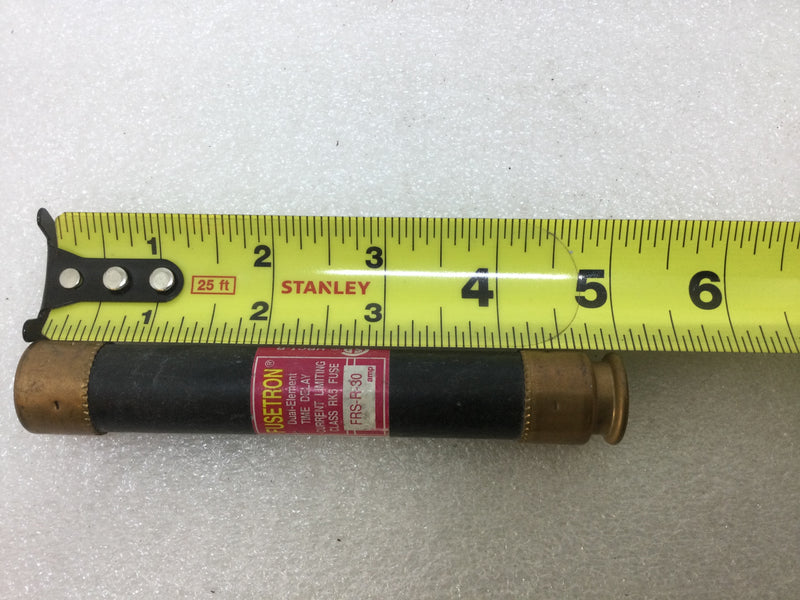 1 2 3 4 5 6
25 ft STANLEY
1 2 3
FUSETRON®
Dual-Element
TIME DELAY
CURRENT LIMITING
CLASS RK5 FUSE
FRS-R-30
amp